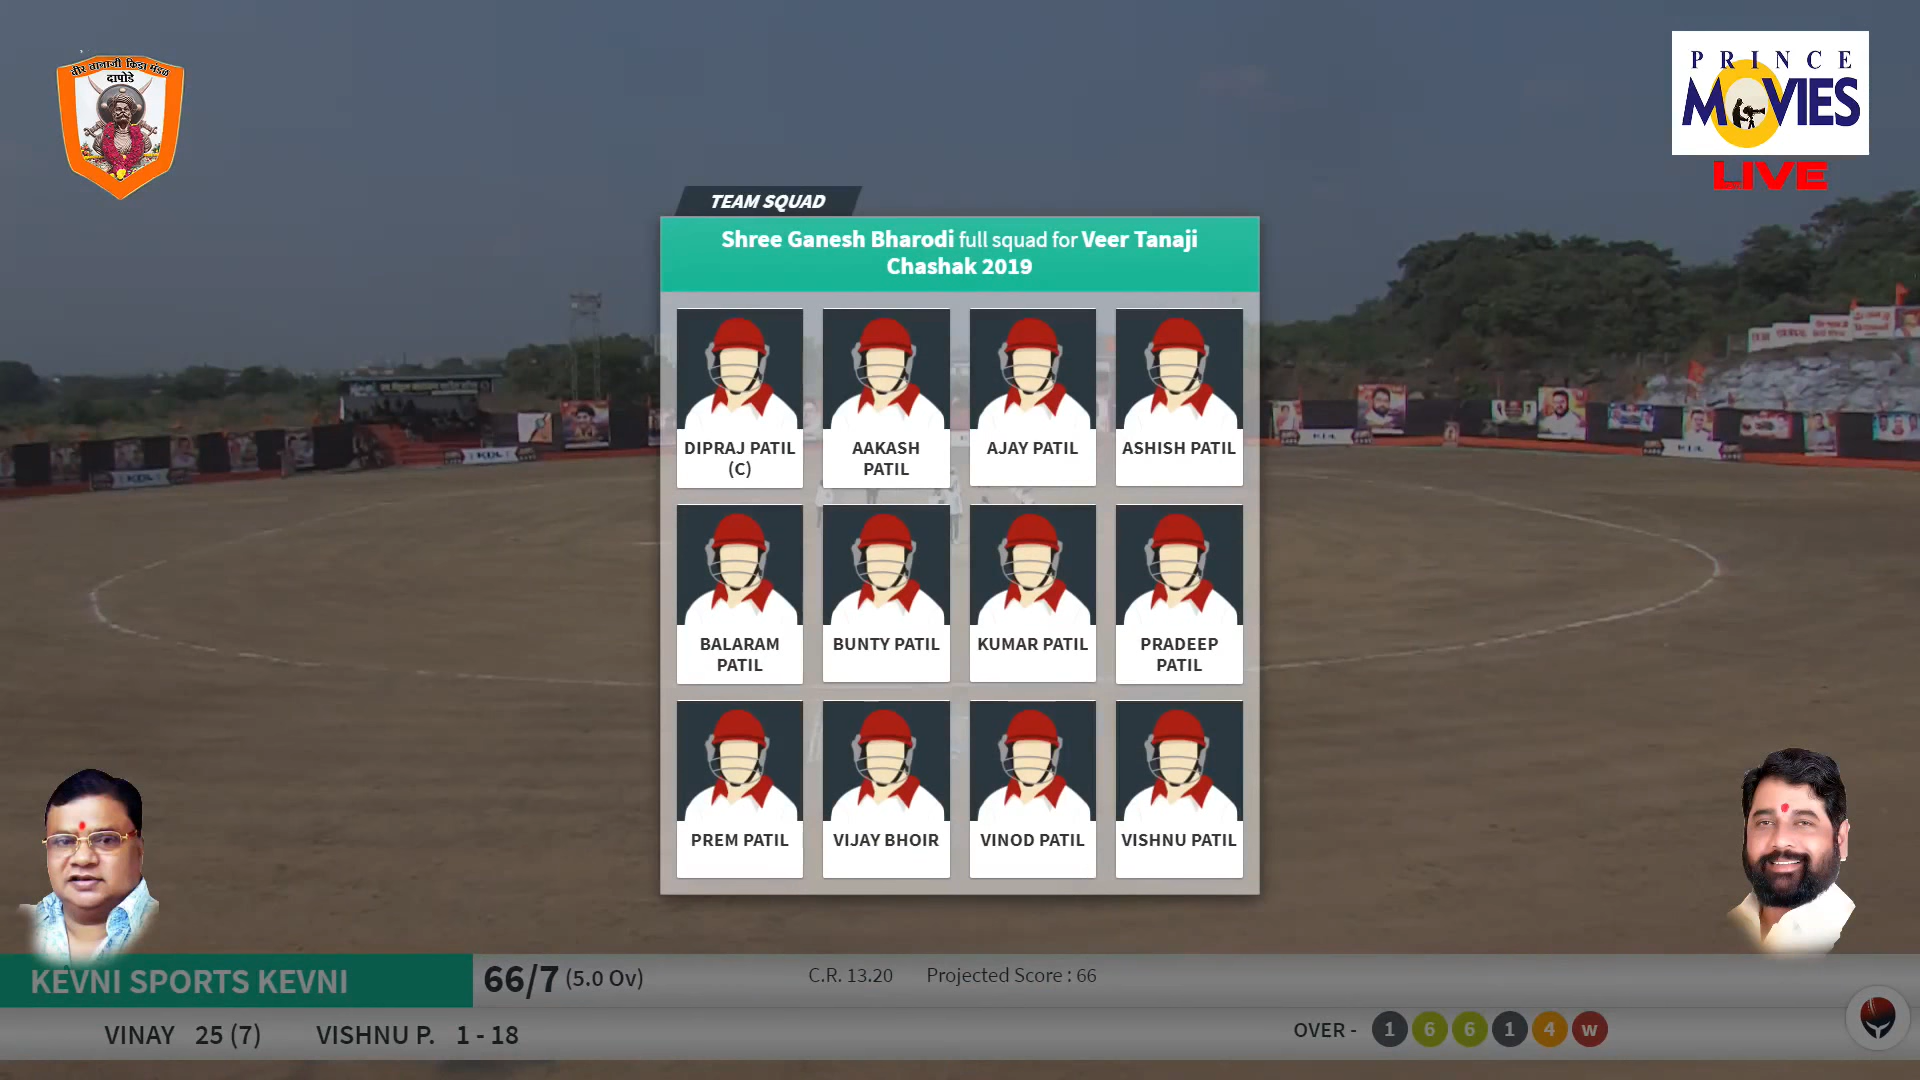 वीर तानाजी क्रिडा मंडळ
दापोडे
PRINCE
MOVIES
LIVE
TEAM SQUAD
Shree Ganesh Bharodi full squad for Veer Tanaji
Chashak 2019
DIPRAJ PATIL
(C)
AAKASH
PATIL
AJAY PATIL
ASHISH PATIL
BALARAM
PATIL
BUNTY PATIL
KUMAR PATIL
PRADEEP
PATIL
PREM PATIL
VIJAY BHOIR
VINOD PATIL
VISHNU PATIL
KEVNI SPORTS KEVNI
66/7 (5.0 Ov)
C.R. 13.20
Projected Score : 66
VINAY 25 (7)
VISHNU P. 1 - 18
OVER - 1 6 6 1 4 W